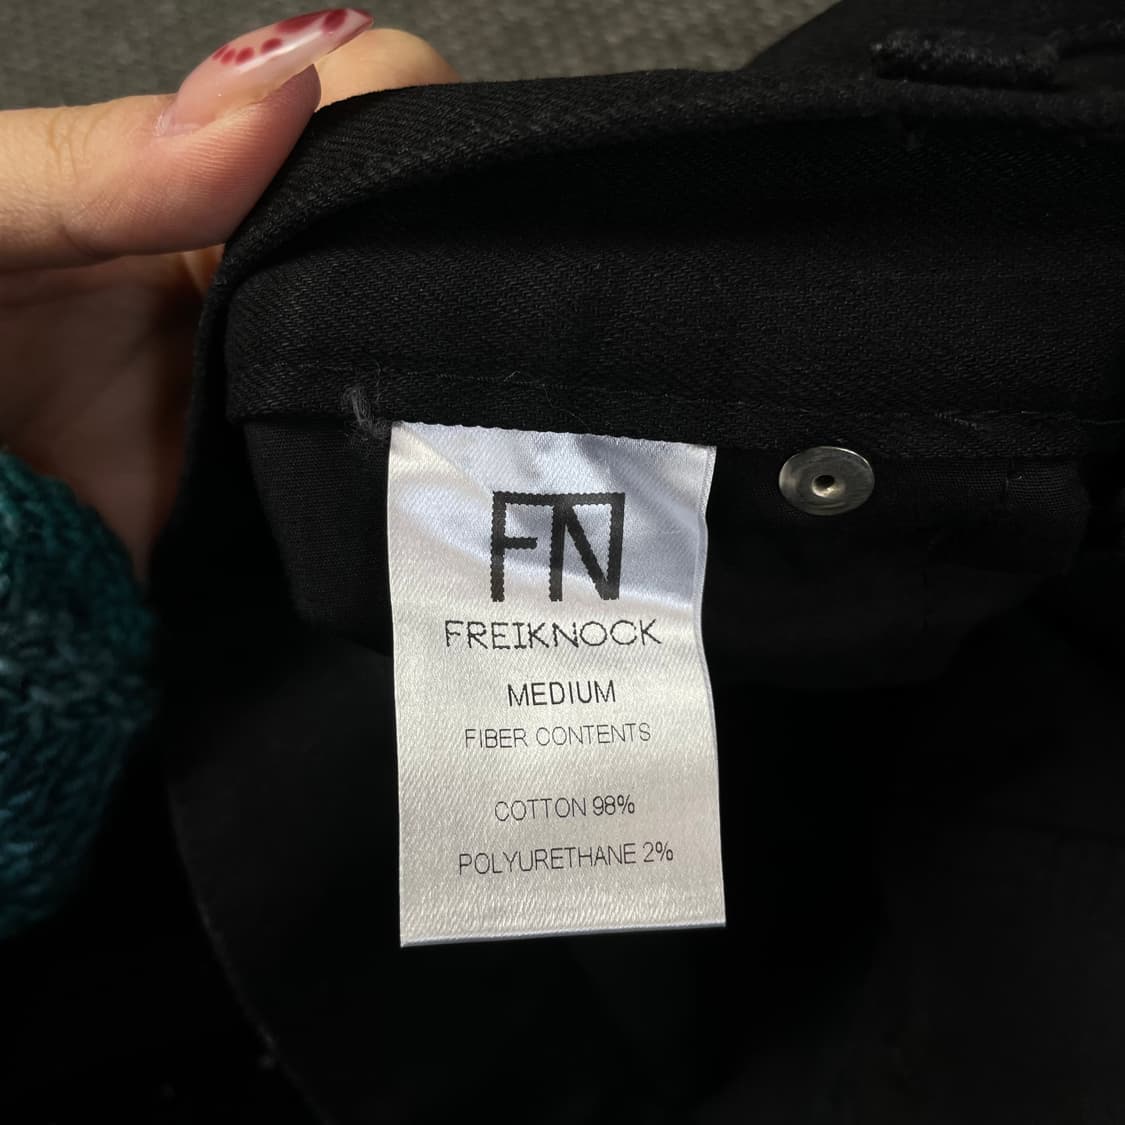 FN
FREIKNOCK
MEDIUM
FIBER CONTENTS
COTTON 98%
POLYURETHANE 2%